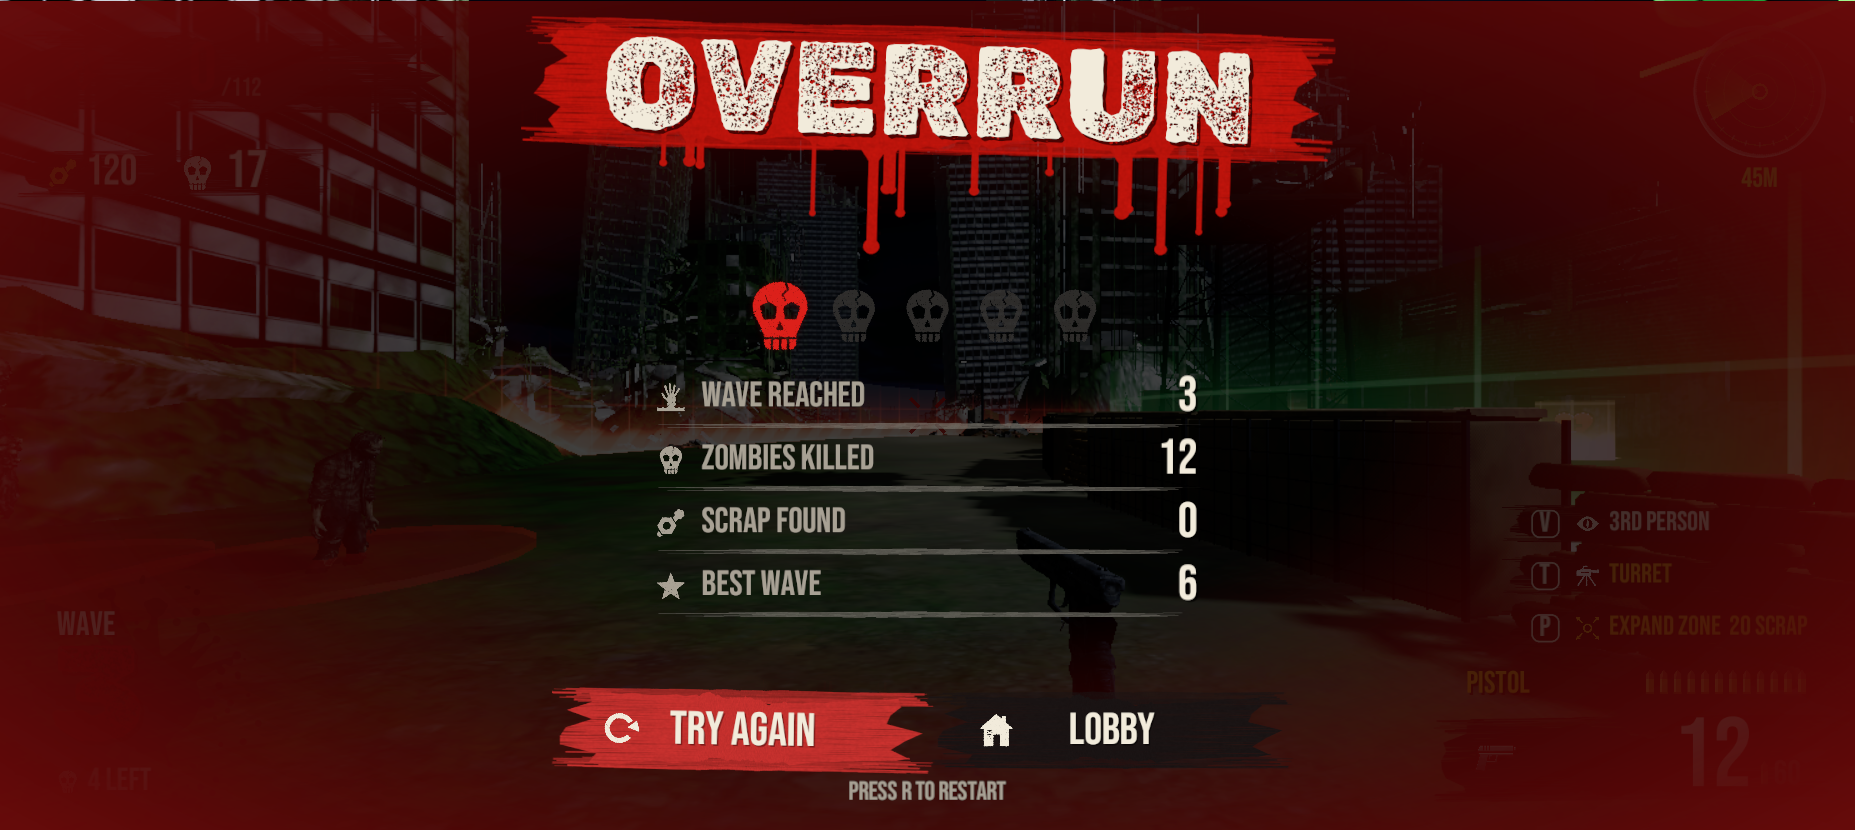 OVERRUN
/112
120 17
45M
WAVE REACHED 3
ZOMBIES KILLED 12
SCRAP FOUND 0
BEST WAVE 6
V 3RD PERSON
T TURRET
P EXPAND ZONE 20 SCRAP
WAVE
PISTOL
12
TRY AGAIN
LOBBY
4 LEFT
PRESS R TO RESTART